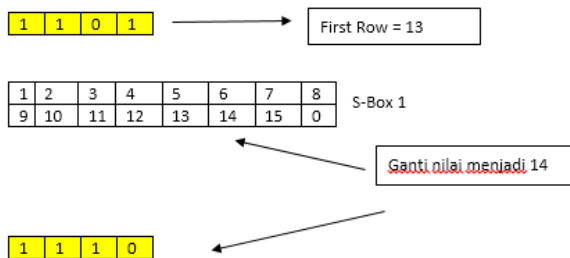 1 1 0 1
First Row = 13
1 2 3 4 5 6 7 8
9 10 11 12 13 14 15 0
S-Box 1
Ganti nilai menjadi 14
1 1 1 0